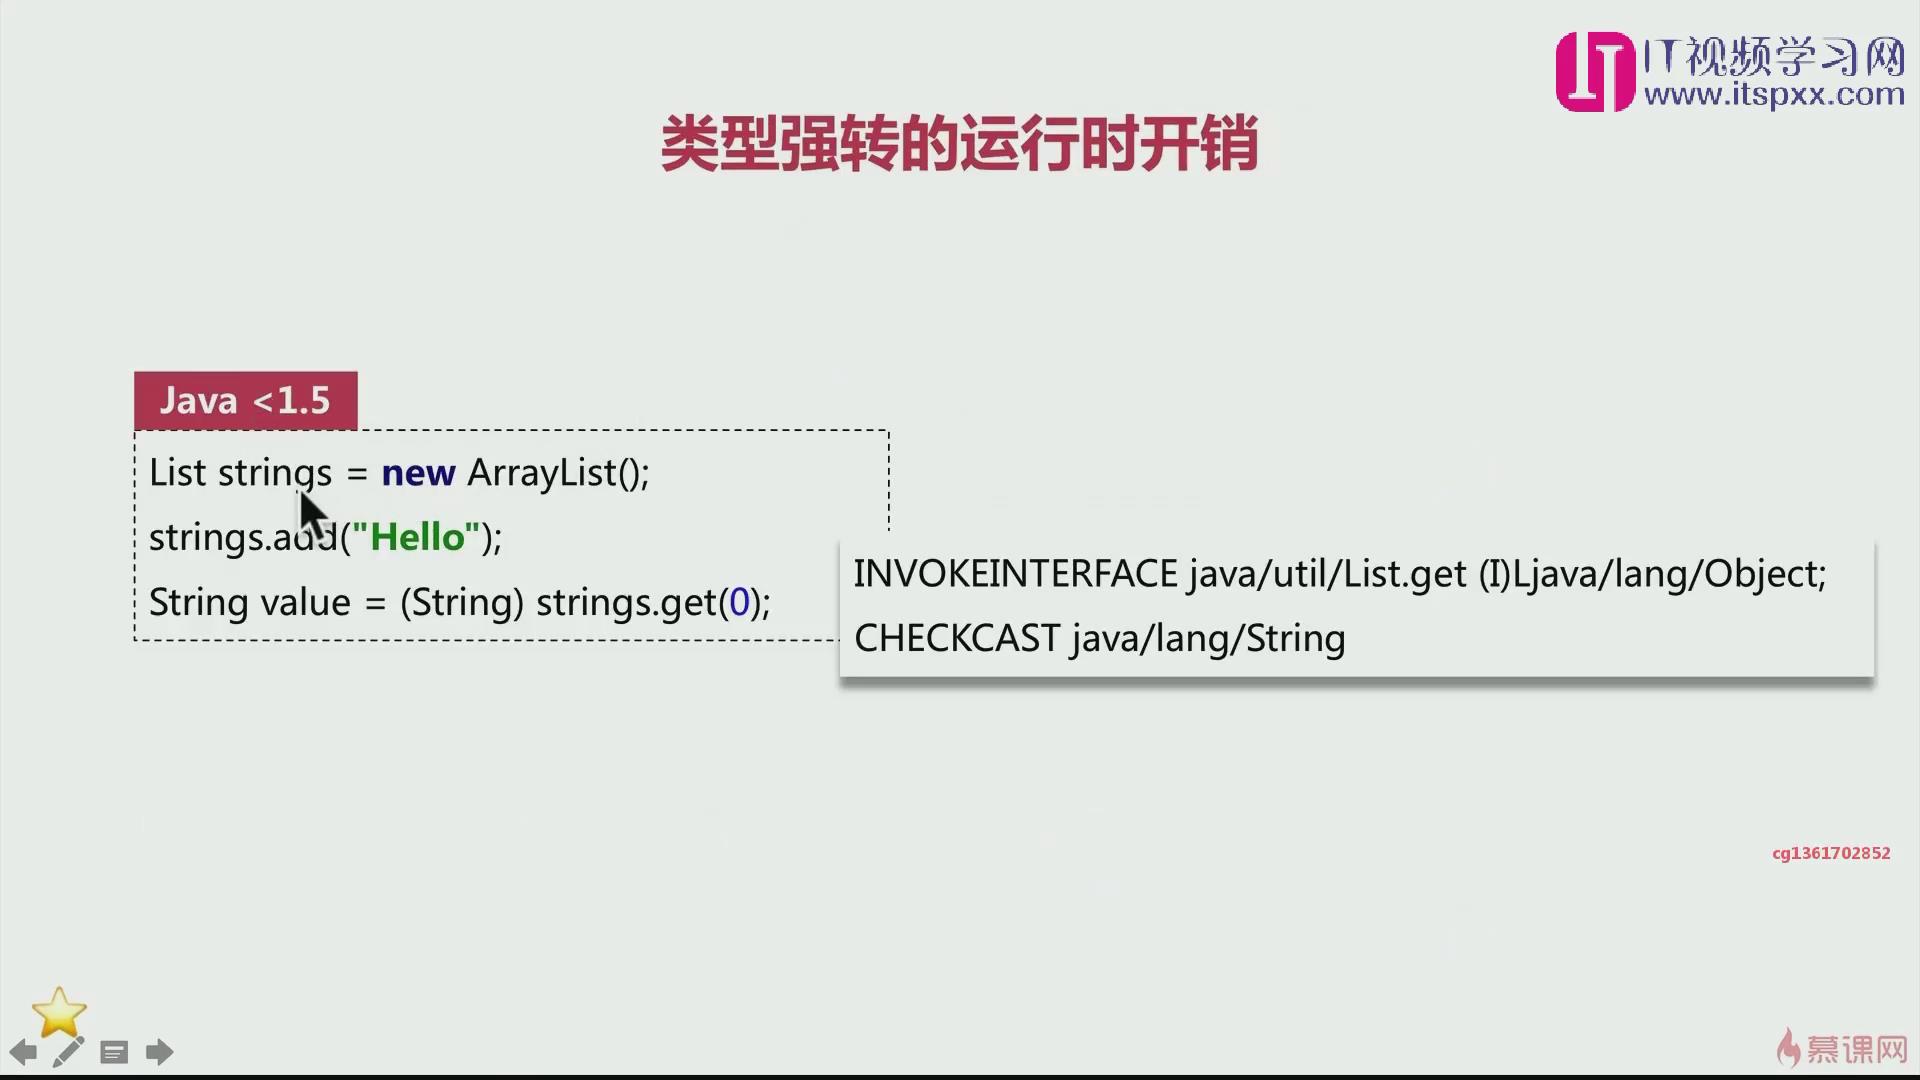 IT视频学习网
www.itspxx.com
类型强转的运行时开销
Java <1.5
List strings = new ArrayList();
strings.add("Hello");
String value = (String) strings.get(0);
INVOKEINTERFACE java/util/List.get (I)Ljava/lang/Object;
CHECKCAST java/lang/String
cg1361702852
慕课网